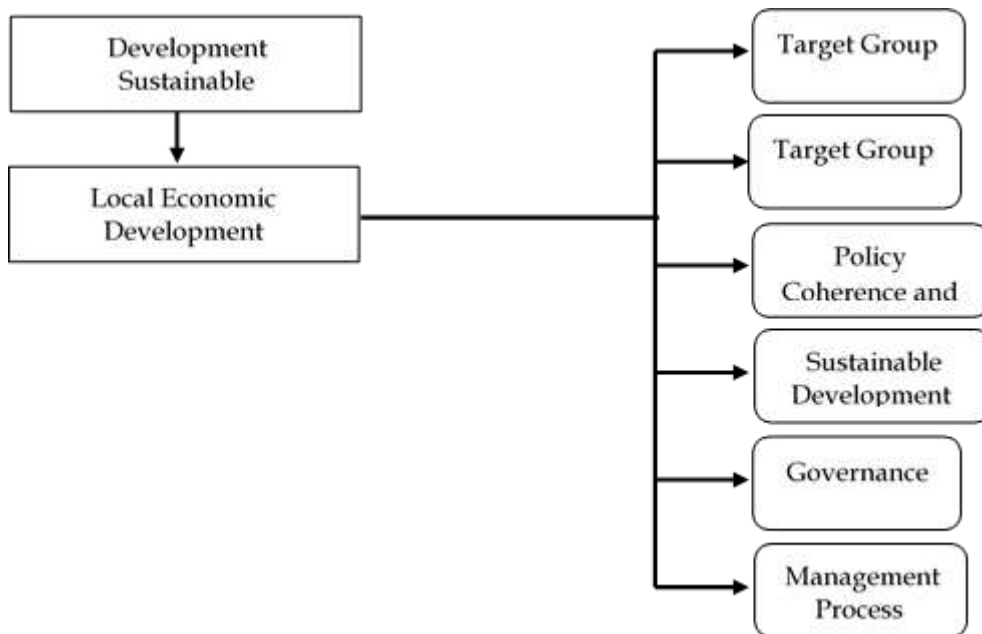 Development
Sustainable
Local Economic
Development
Target Group
Target Group
Policy
Coherence and
Sustainable
Development
Governance
Management
Process